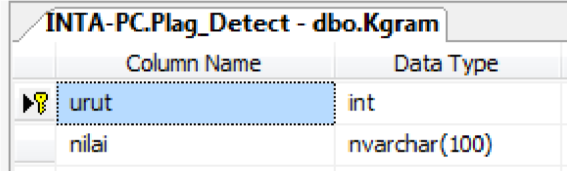 INTA-PC.Plag_Detect - dbo.Kgram
Column Name Data Type
urut int
nilai nvarchar(100)